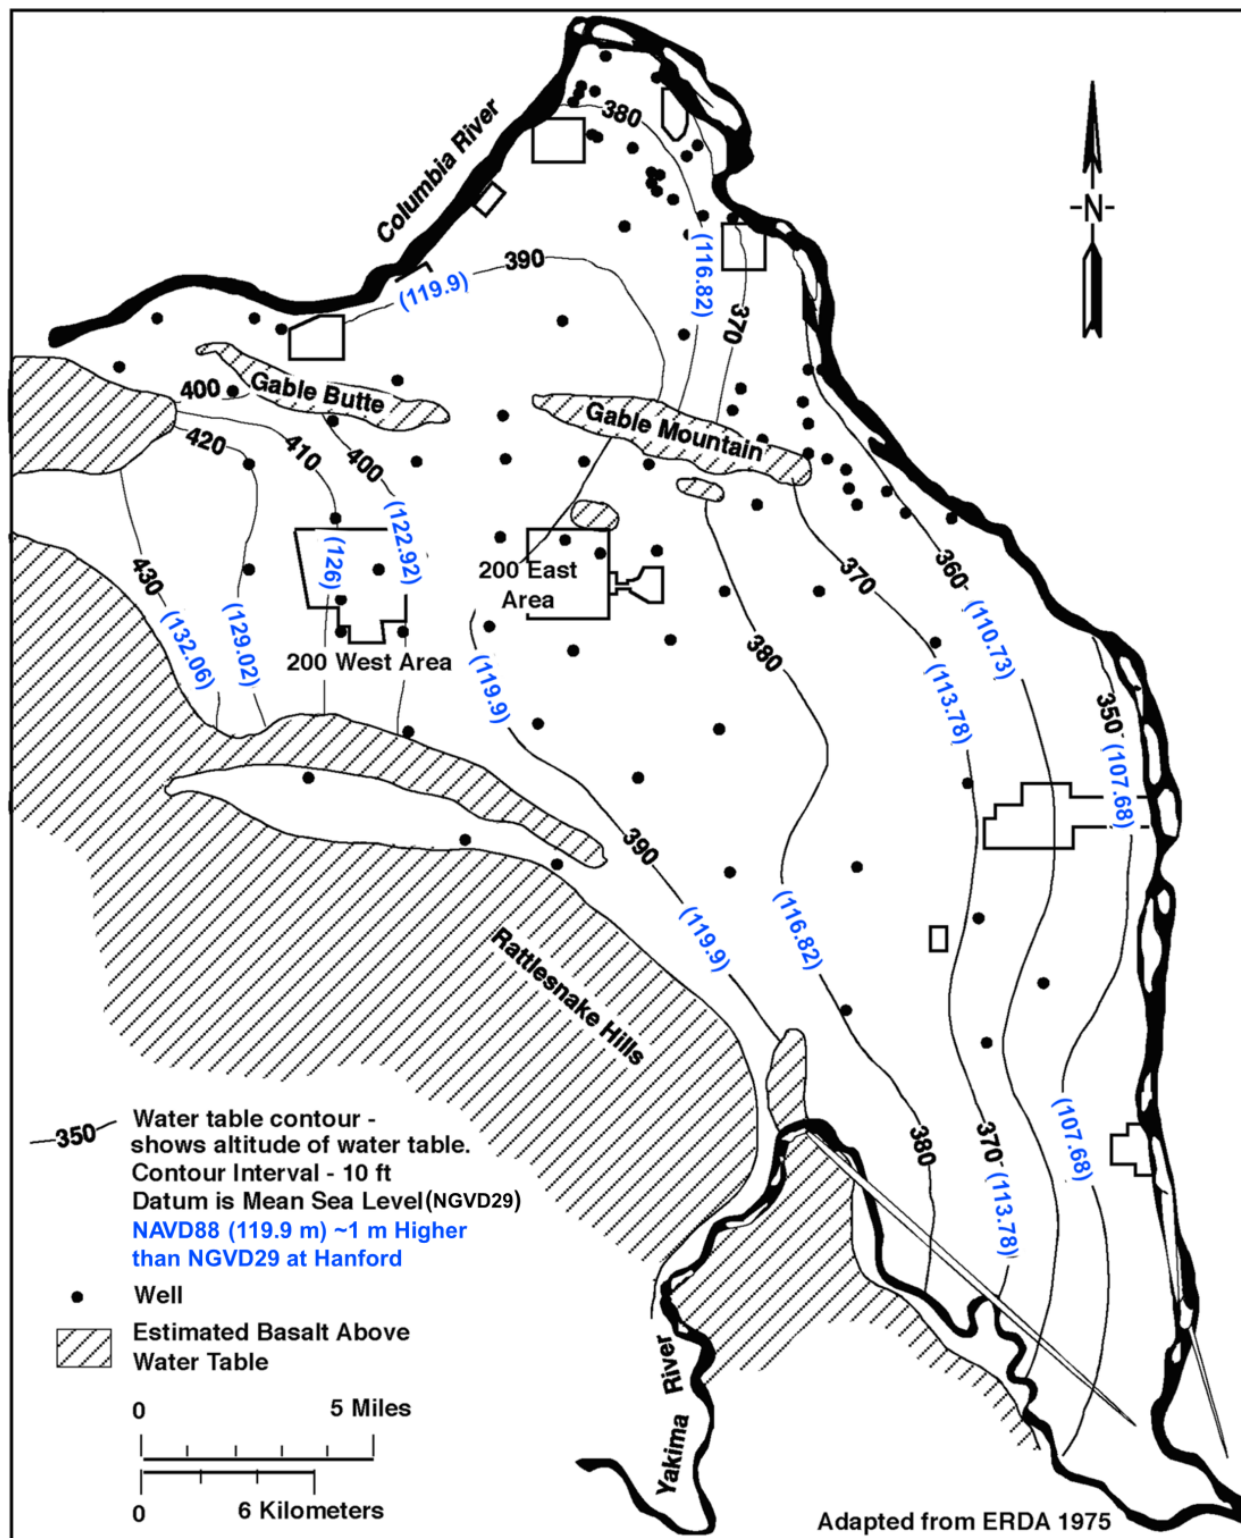 380
Columbia River
390
(119.9)
(116.82)
370
400
Gable Butte
Gable Mountain
420
410
400
(122.92)
(126)
430
(132.06)
(129.02)
200 East
Area
200 West Area
(119.9)
380
370
360
(110.73)
(113.78)
350
(107.68)
390
(119.9)
(116.82)
Rattlesnake Hills
N
380
370
(113.78)
(107.68)
350
Water table contour -
shows altitude of water table.
Contour Interval - 10 ft
Datum is Mean Sea Level (NGVD29)
NAVD88 (119.9 m) ~1 m Higher
than NGVD29 at Hanford
Well
Estimated Basalt Above
Water Table
0 5 Miles
0 6 Kilometers
Yakima River
Adapted from ERDA 1975